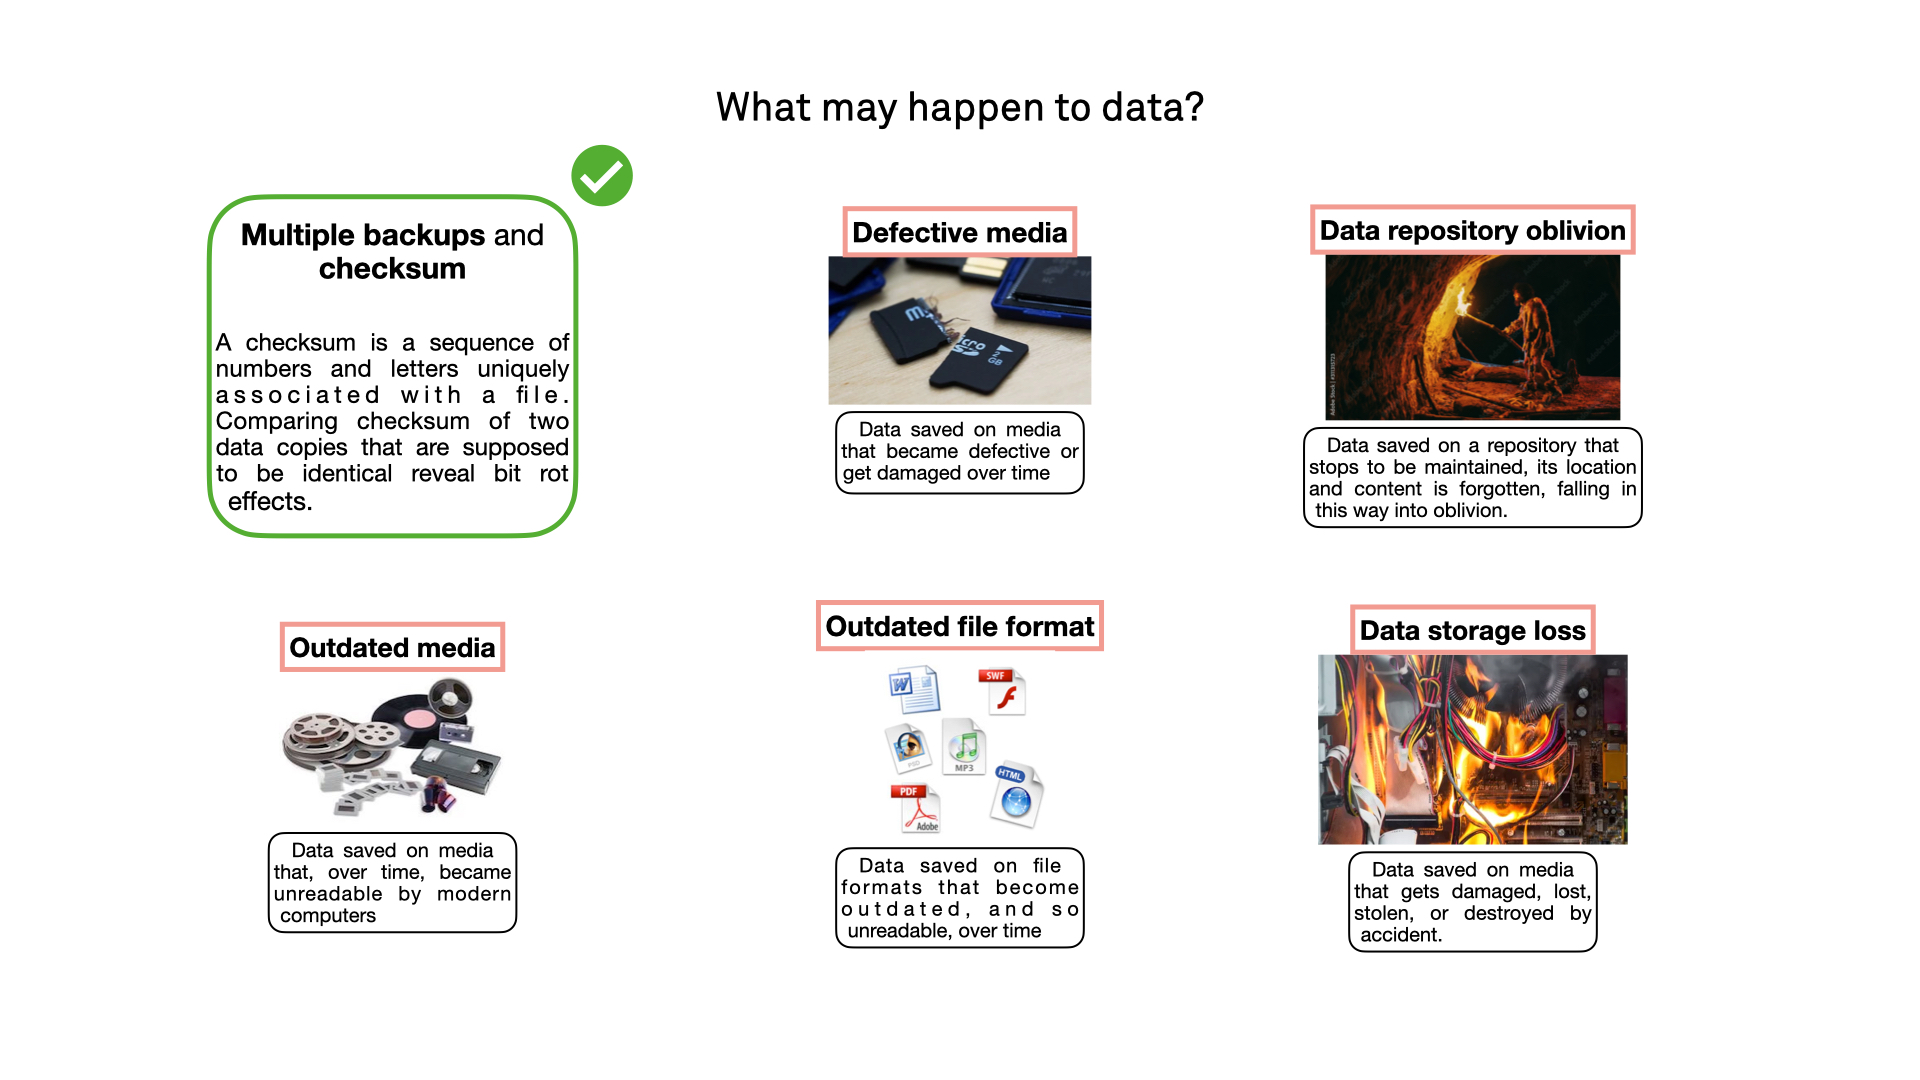 What may happen to data?
Multiple backups and
checksum
A checksum is a sequence of
numbers and letters uniquely
associated with a file.
Comparing checksum of two
data copies that are supposed
to be identical reveal bit rot
effects.
Defective media
2
GB
Data saved on media
that became defective or
get damaged over time
Data repository oblivion
Adobe Stock
Data saved on a repository that
stops to be maintained, its location
and content is forgotten, falling in
this way into oblivion.
Outdated media
Data saved on media
that, over time, became
unreadable by modern
computers
Outdated file format
W
SWF
PSD
MP3
HTML
PDF
Adobe
Data saved on file
formats that become
outdated, and so
unreadable, over time
Data storage loss
Data saved on media
that gets damaged, lost,
stolen, or destroyed by
accident.